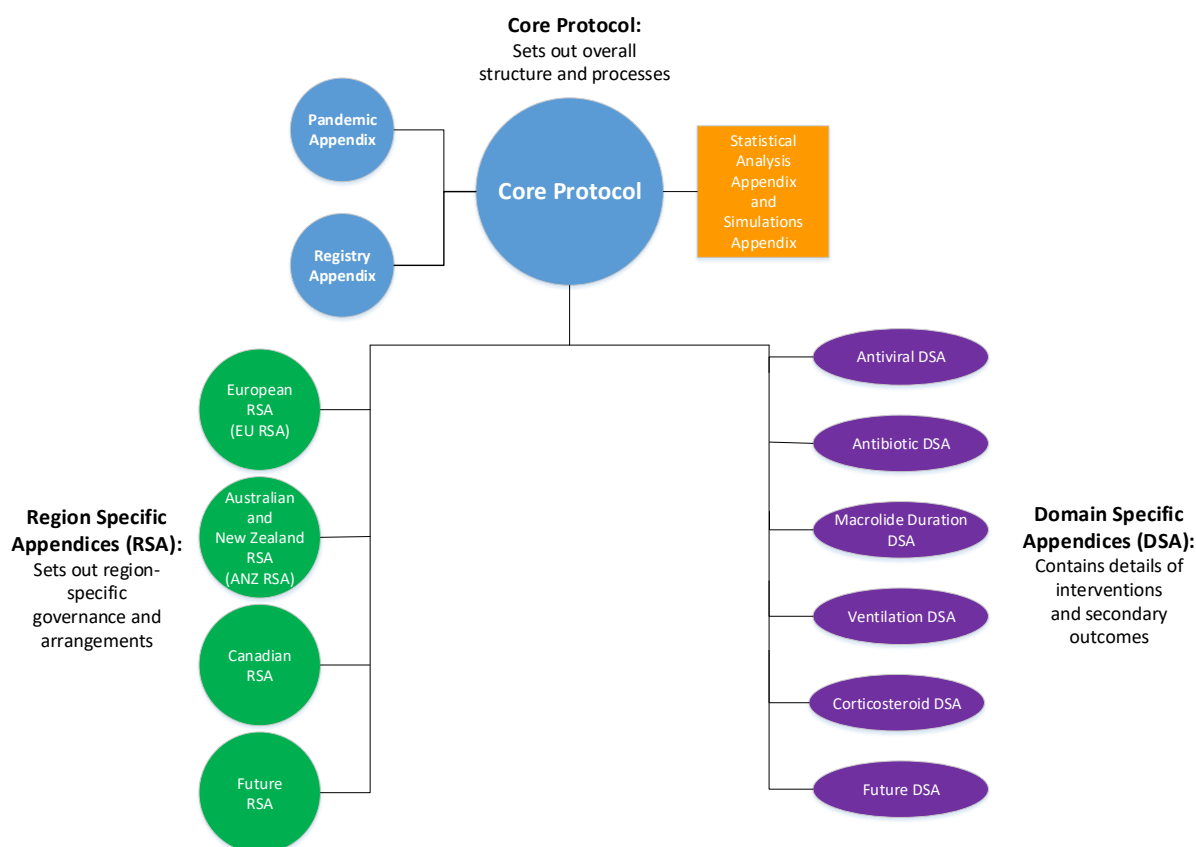 Core Protocol:
Sets out overall
structure and processes
Pandemic
Appendix
Registry
Appendix
Core Protocol
Statistical
Analysis
Appendix
and
Simulations
Appendix
Region Specific
Appendices (RSA):
Sets out region-
specific
governance and
arrangements
European
RSA
(EU RSA)
Australian
and
New Zealand
RSA
(ANZ RSA)
Canadian
RSA
Future
RSA
Antiviral DSA
Antibiotic DSA
Macrolide Duration
DSA
Ventilation DSA
Corticosteroid DSA
Future DSA
Domain Specific
Appendices (DSA):
Contains details of
interventions
and secondary
outcomes